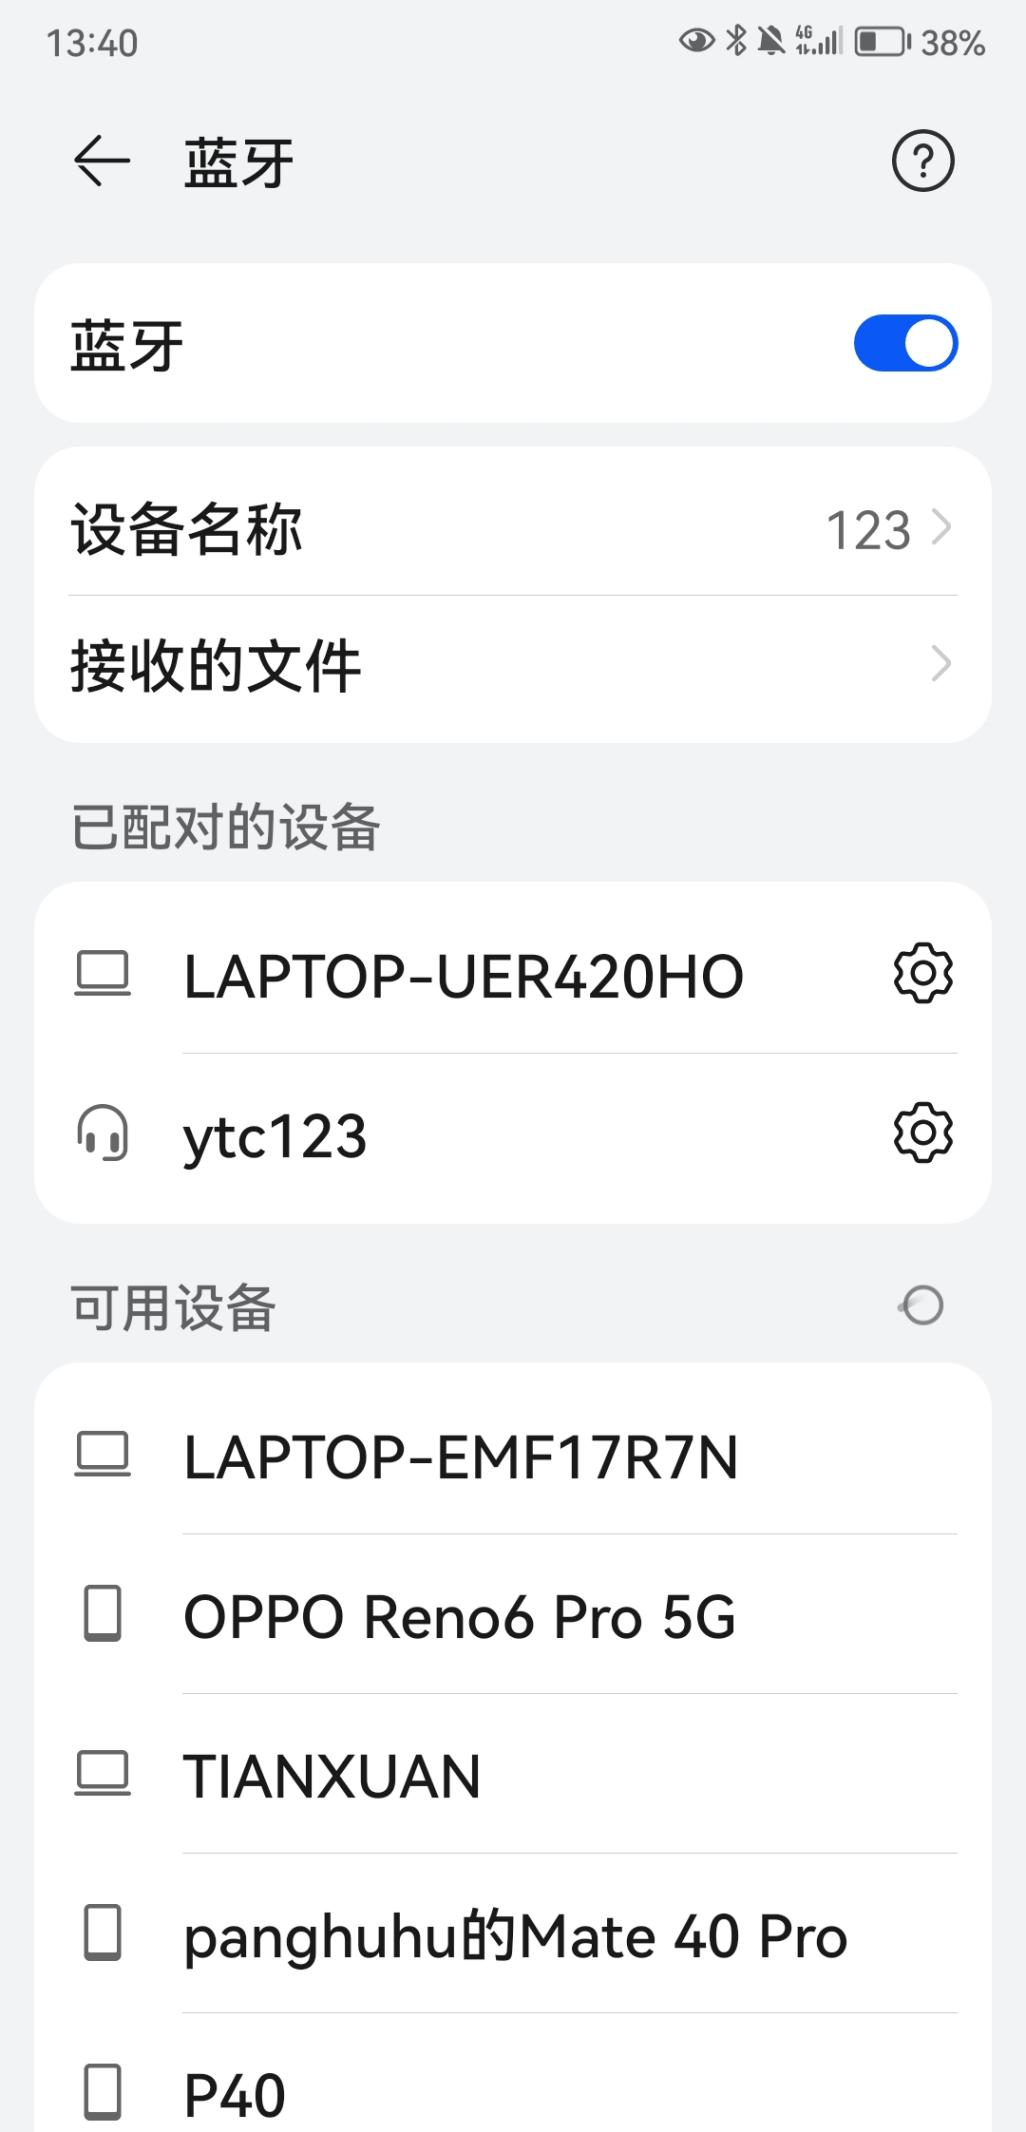 13:40
4G
38%
蓝牙
蓝牙
设备名称
123
接收的文件
已配对的设备
LAPTOP-UER420HO
ytc123
可用设备
LAPTOP-EMF17R7N
OPPO Reno6 Pro 5G
TIANXUAN
panghuhu的Mate 40 Pro
P40